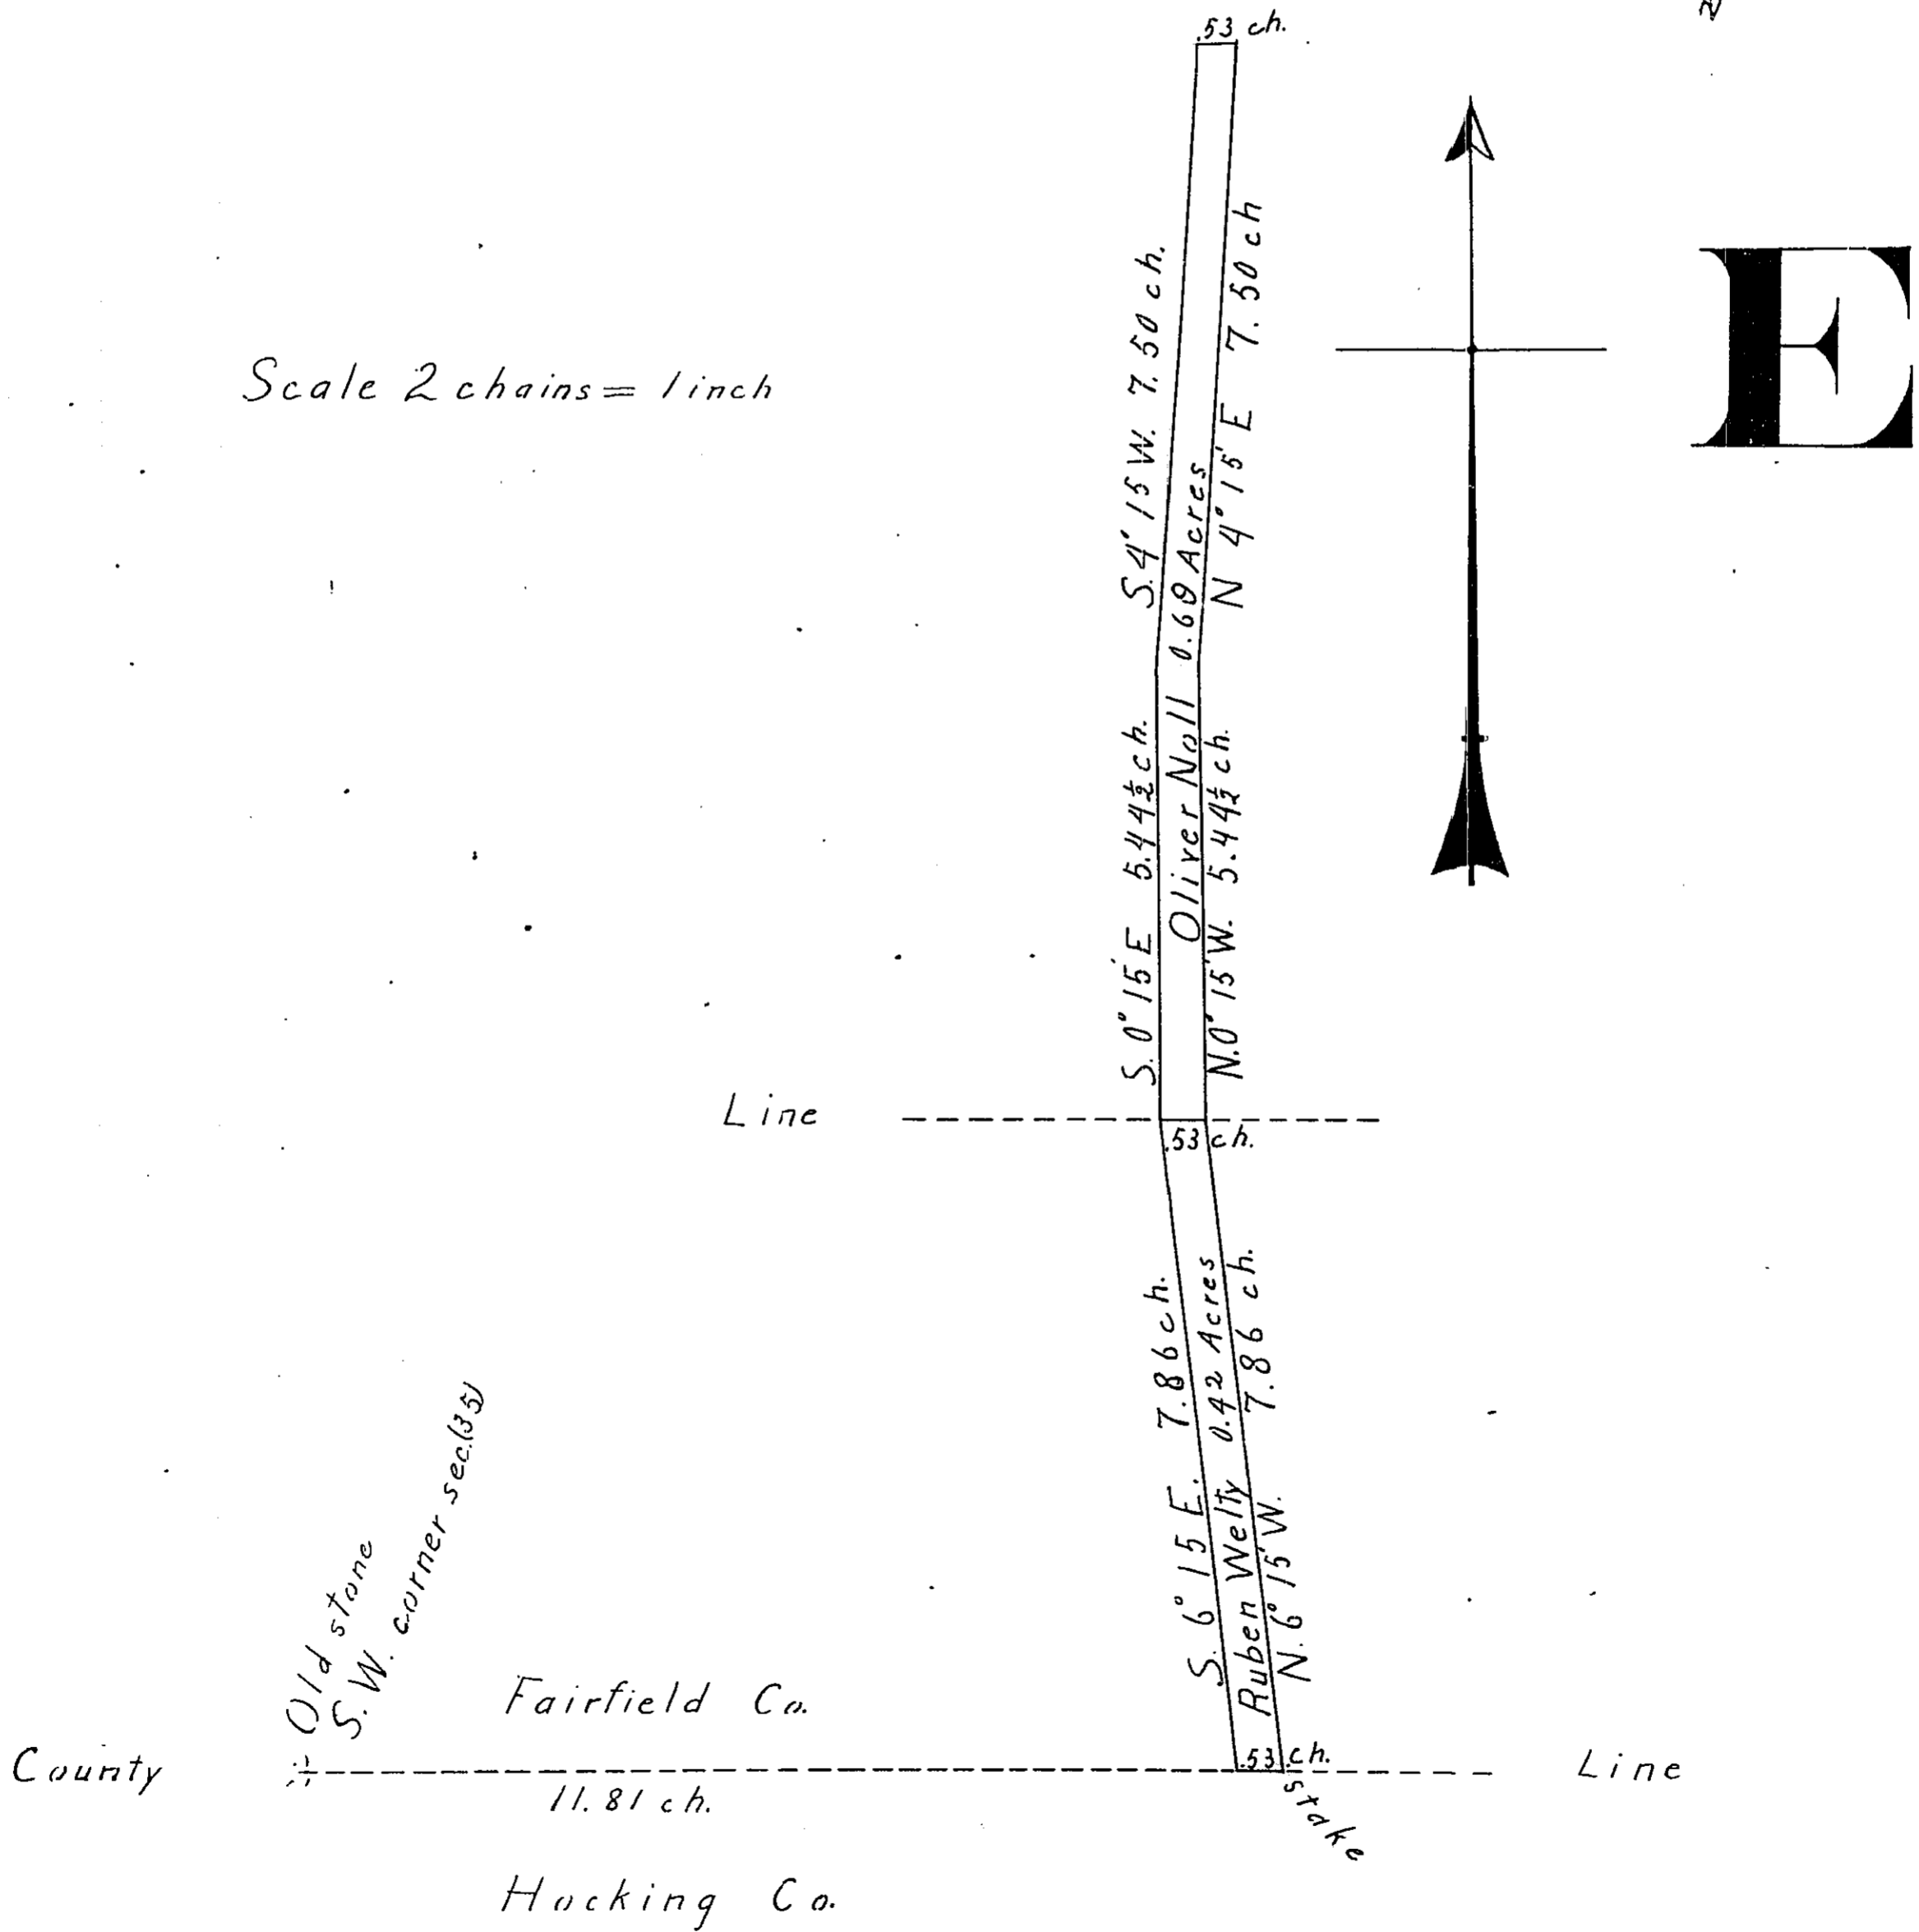 .53 ch.
Scale 2 chains = 1 inch
S. 4° 15 W. 7.50 ch.
N 4° 15' E 7.50 ch
E
Oliver Noll 0.69 Acres
S. 0° 15' E 5.44½ ch.
N. 0° 15' W. 5.44½ ch.
Line
.53 ch.
S. 6° 15 E. 7.86 ch.
Ruben Welty 0.42 Acres
N. 6° 15' W. 7.86 ch.
Old stone
S. W. corner sec. (35)
Fairfield Co.
County
.53 ch.
Line
11.81 ch.
stake
Hocking Co.